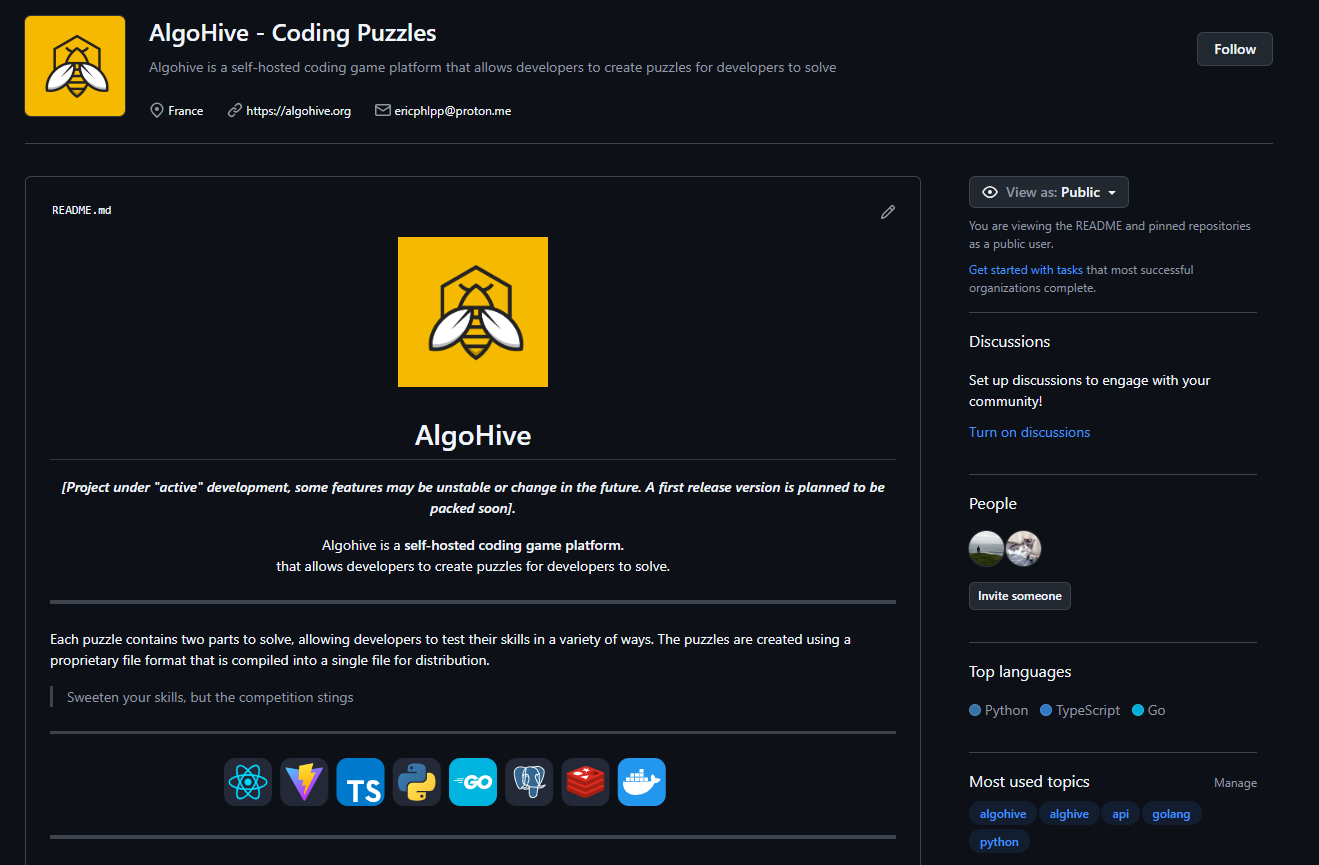 AlgoHive - Coding Puzzles
Algohive is a self-hosted coding game platform that allows developers to create puzzles for developers to solve
France https://algohive.org ericphlpp@proton.me
Follow
README.md
AlgoHive
[Project under "active" development, some features may be unstable or change in the future. A first release version is planned to be
packed soon].
Algohive is a self-hosted coding game platform.
that allows developers to create puzzles for developers to solve.
Each puzzle contains two parts to solve, allowing developers to test their skills in a variety of ways. The puzzles are created using a
proprietary file format that is compiled into a single file for distribution.
Sweeten your skills, but the competition stings
TS GO
View as: Public
You are viewing the README and pinned repositories
as a public user.
Get started with tasks that most successful
organizations complete.
Discussions
Set up discussions to engage with your
community!
Turn on discussions
People
Invite someone
Top languages
Python TypeScript Go
Most used topics Manage
algohive alghive api golang
python